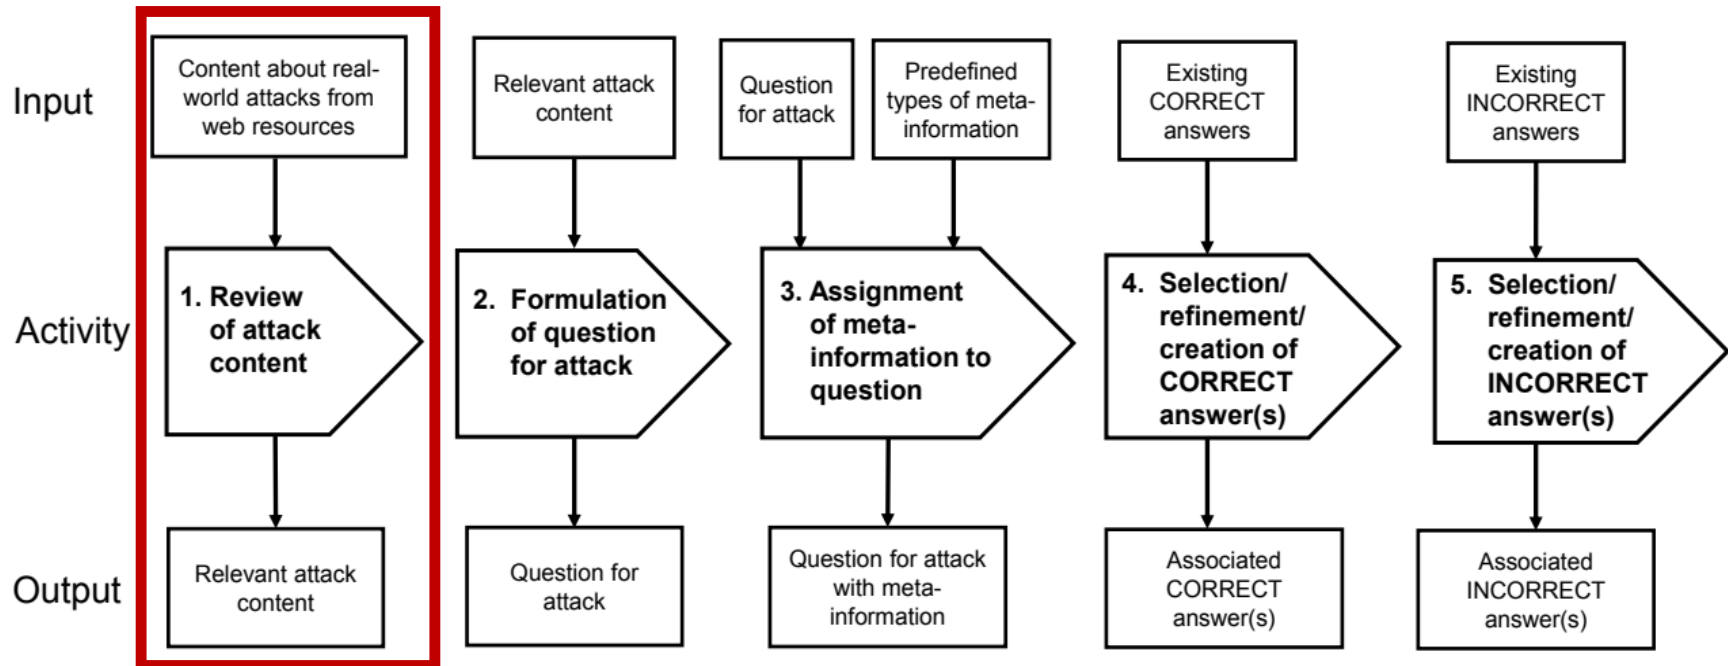 Input
Content about real-
world attacks from
web resources
Relevant attack
content
Question
for attack
Predefined
types of meta-
information
Existing
CORRECT
answers
Existing
INCORRECT
answers
Activity
1. Review
of attack
content
2. Formulation
of question
for attack
3. Assignment
of meta-
information to
question
4. Selection/
refinement/
creation of
CORRECT
answer(s)
5. Selection/
refinement/
creation of
INCORRECT
answer(s)
Output
Relevant attack
content
Question for
attack
Question for attack
with meta-
information
Associated
CORRECT
answer(s)
Associated
INCORRECT
answer(s)